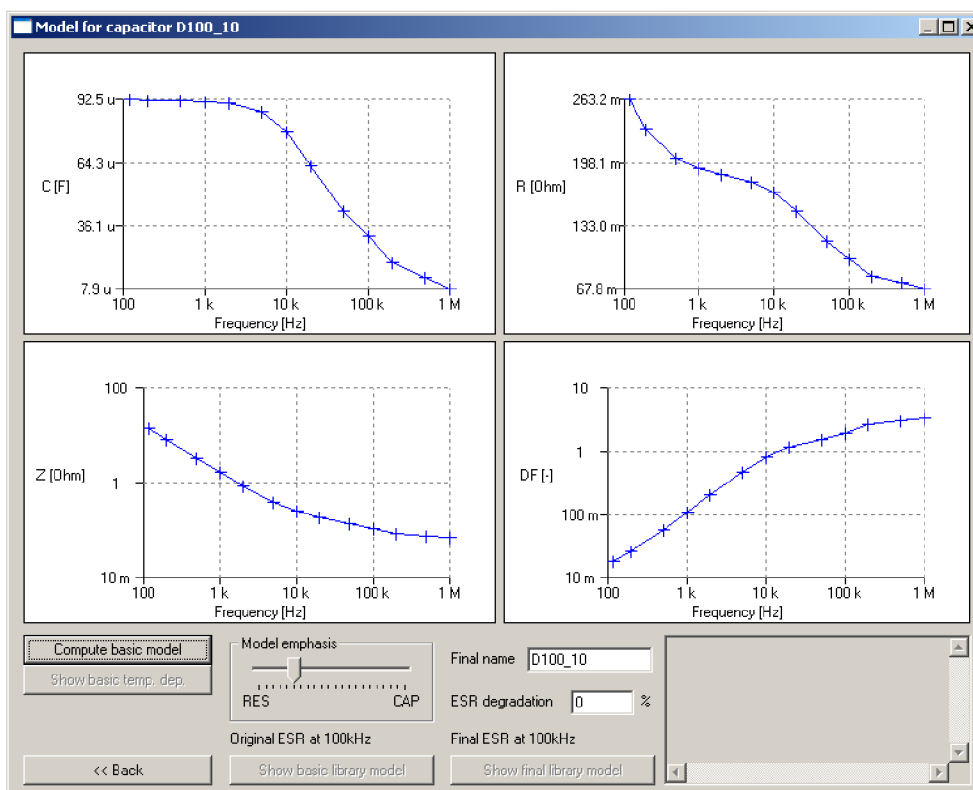 Model for capacitor D100_10
92.5 u
64.3 u
C [F]
36.1 u
7.9 u
100 1 k 10 k 100 k 1 M
Frequency [Hz]
263.2 m
198.1 m
R [Ohm]
133.0 m
67.8 m
100 1 k 10 k 100 k 1 M
Frequency [Hz]
100
Z [Ohm]
1
10 m
100 1 k 10 k 100 k 1 M
Frequency [Hz]
10
1
DF [-]
100 m
10 m
100 1 k 10 k 100 k 1 M
Frequency [Hz]
Compute basic model
Show basic temp. dep.
<< Back
Model emphasis
RES CAP
Original ESR at 100kHz
Show basic library model
Final name D100_10
ESR degradation 0 %
Final ESR at 100kHz
Show final library model